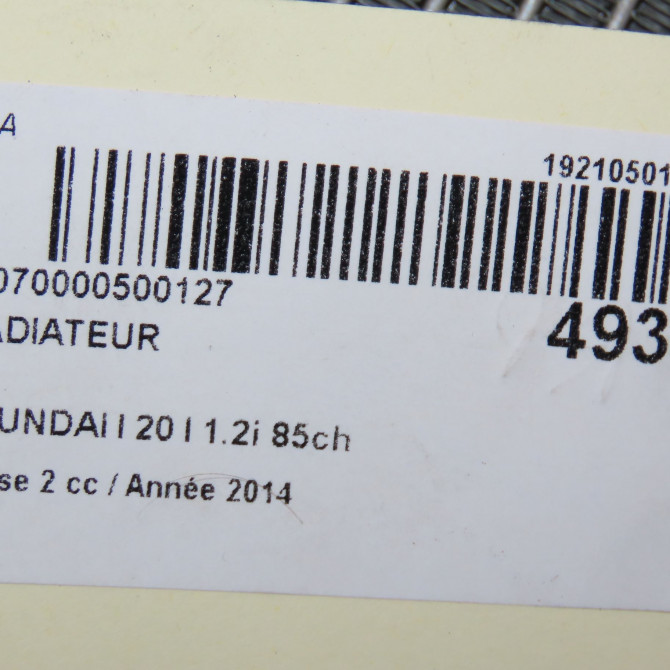 A
19210501
070000500127
493
ADIATEUR
UNDAI I 20 I 1.2i 85ch
se 2 cc / Année 2014